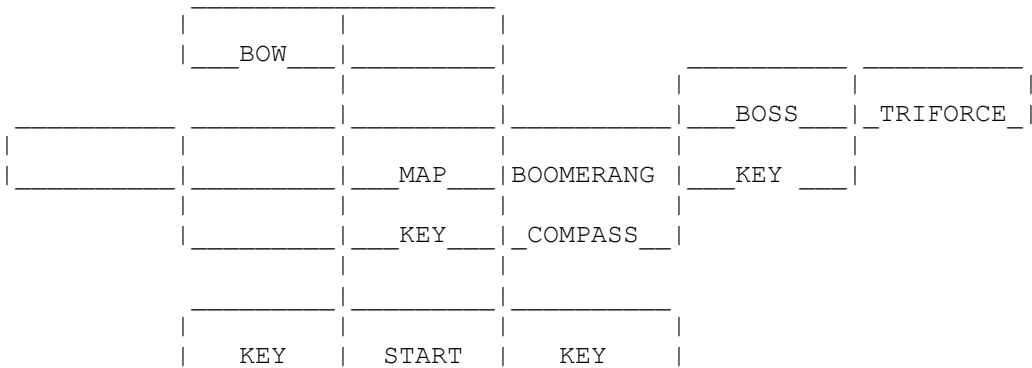 BOW
BOSS TRIFORCE
MAP BOOMERANG KEY
KEY COMPASS
KEY START KEY